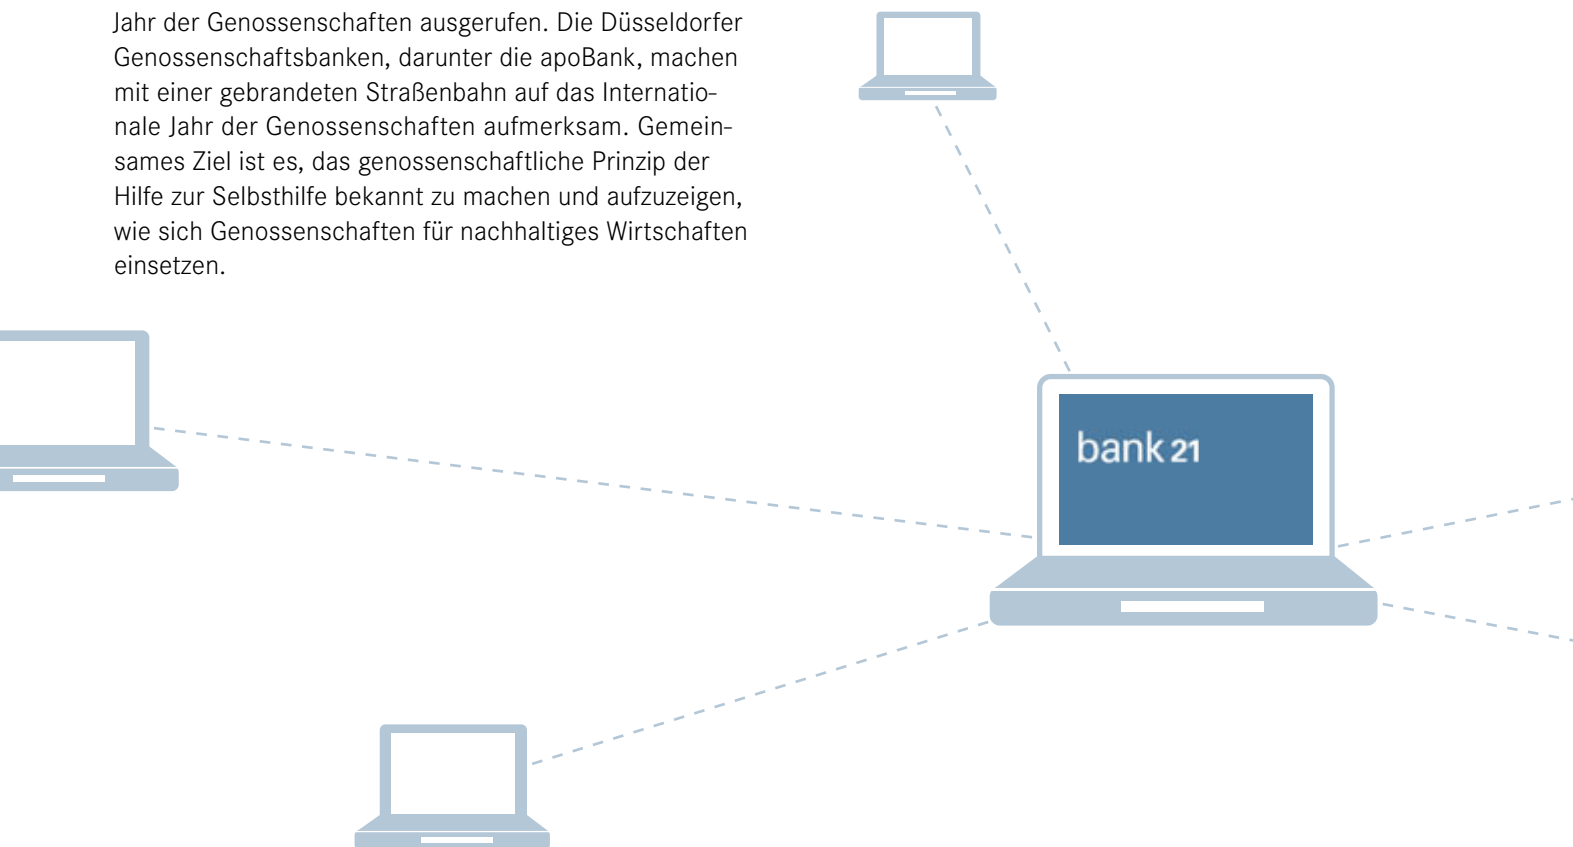 Jahr der Genossenschaften ausgerufen. Die Düsseldorfer
Genossenschaftsbanken, darunter die apoBank, machen
mit einer gebrandeten Straßenbahn auf das Internatio-
nale Jahr der Genossenschaften aufmerksam. Gemein-
sames Ziel ist es, das genossenschaftliche Prinzip der
Hilfe zur Selbsthilfe bekannt zu machen und aufzuzeigen,
wie sich Genossenschaften für nachhaltiges Wirtschaften
einsetzen.
bank 21